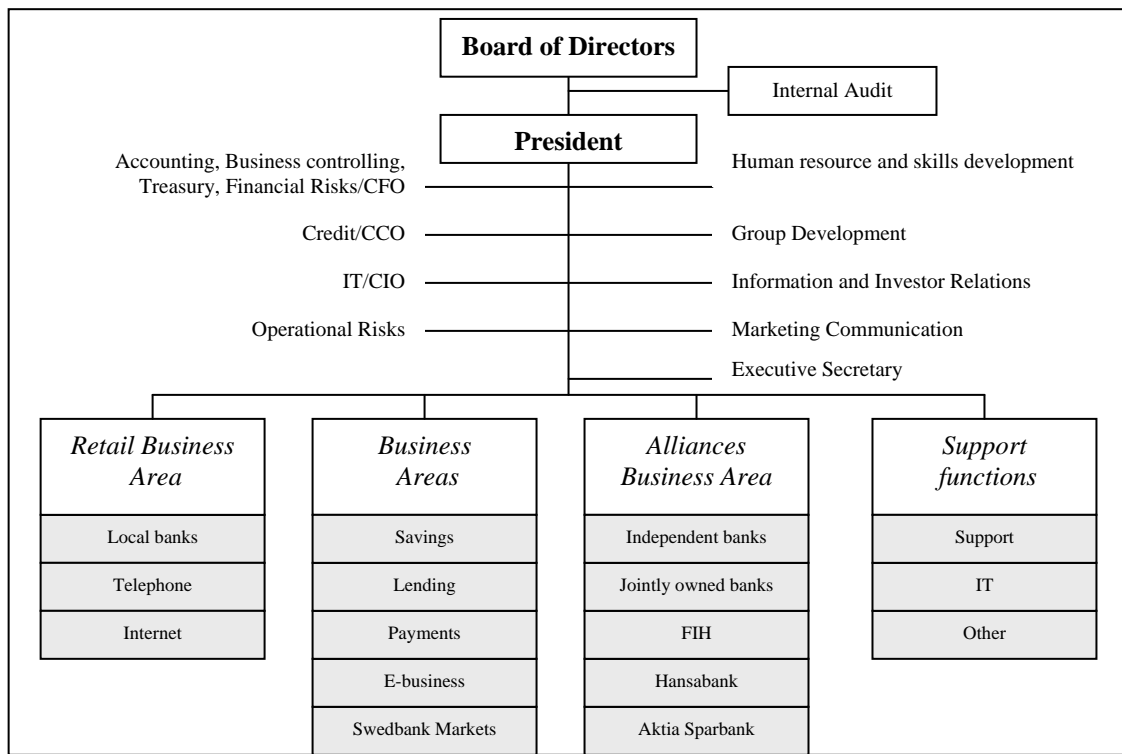 Board of Directors
Internal Audit
President
Accounting, Business controlling,
Treasury, Financial Risks/CFO
Human resource and skills development
Credit/CCO
Group Development
IT/CIO
Information and Investor Relations
Operational Risks
Marketing Communication
Executive Secretary
Retail Business
Area
Local banks
Telephone
Internet
Business
Areas
Savings
Lending
Payments
E-business
Swedbank Markets
Alliances
Business Area
Independent banks
Jointly owned banks
FIH
Hansabank
Aktia Sparbank
Support
functions
Support
IT
Other